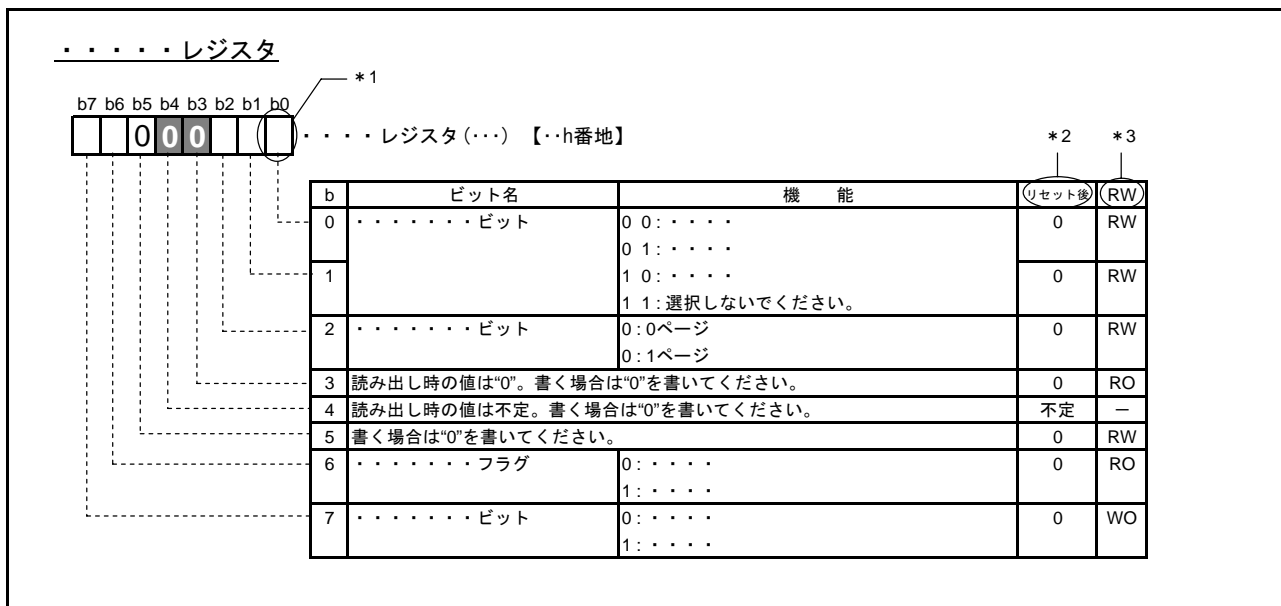 ・・・・・レジスタ
*1
b7 b6 b5 b4 b3 b2 b1 b0
0 0 0 ・・・・レジスタ(・・・) 【・・h番地】 *2 *3
b ビット名 機 能 リセット後 RW
0 ・・・・・・・ビット 0 0:・・・・ 0 RW
0 1:・・・・
1 1 0:・・・・ 0 RW
1 1:選択しないでください。
2 ・・・・・・・ビット 0:0ページ 0 RW
0:1ページ
3 読み出し時の値は“0”。書く場合は“0”を書いてください。 0 RO
4 読み出し時の値は不定。書く場合は“0”を書いてください。 不定 ー
5 書く場合は“0”を書いてください。 0 RW
6 ・・・・・・・フラグ 0:・・・・ 0 RO
1:・・・・
7 ・・・・・・・ビット 0:・・・・ 0 WO
1:・・・・